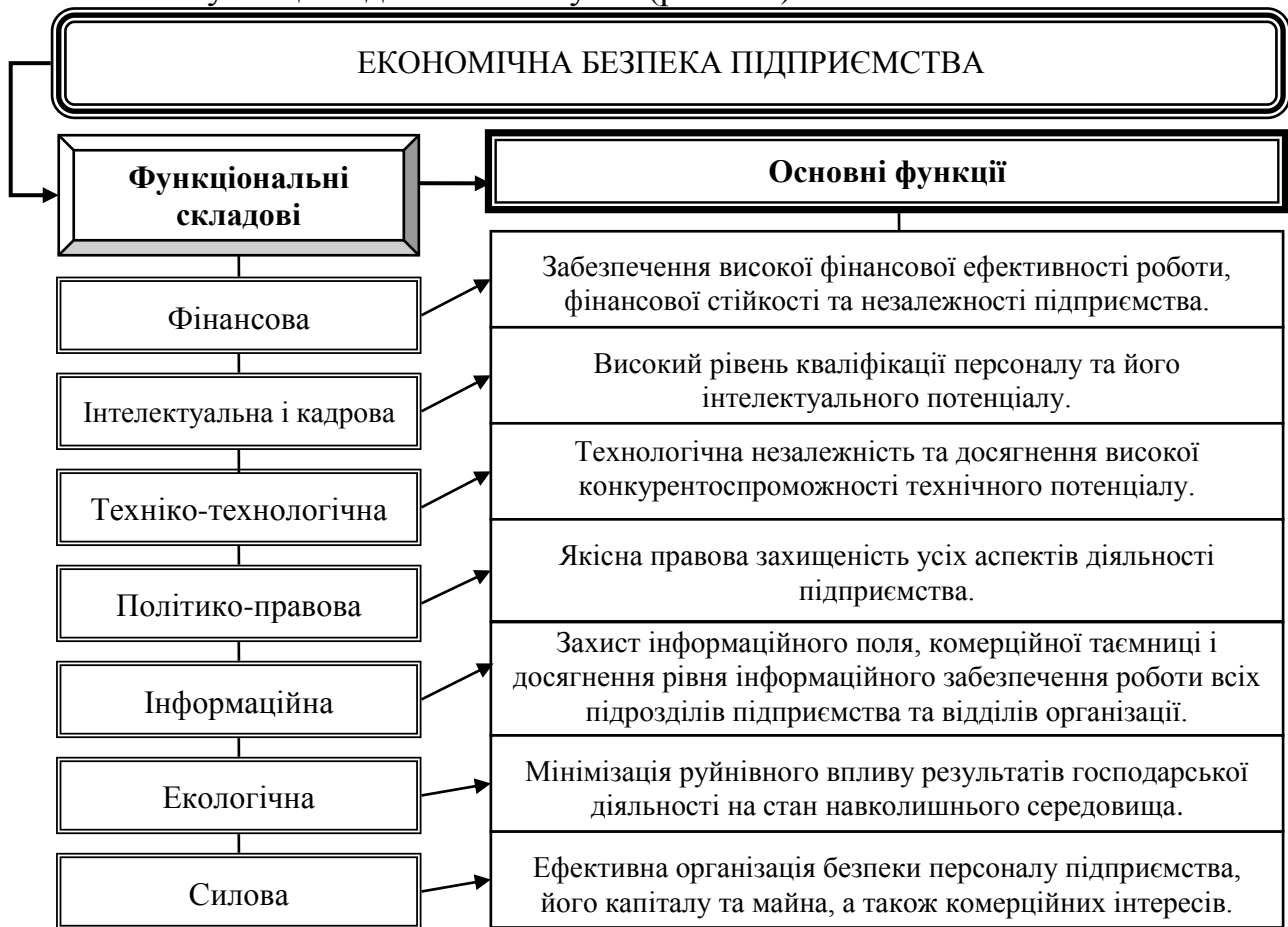 ЕКОНОМІЧНА БЕЗПЕКА ПІДПРИЄМСТВА
Функціональні
складові
Основні функції
Фінансова
Забезпечення високої фінансової ефективності роботи,
фінансової стійкості та незалежності підприємства.
Інтелектуальна і кадрова
Високий рівень кваліфікації персоналу та його
інтелектуального потенціалу.
Техніко-технологічна
Технологічна незалежність та досягнення високої
конкурентоспроможності технічного потенціалу.
Політико-правова
Якісна правова захищеність усіх аспектів діяльності
підприємства.
Інформаційна
Захист інформаційного поля, комерційної таємниці і
досягнення рівня інформаційного забезпечення роботи всіх
підрозділів підприємства та відділів організації.
Екологічна
Мінімізація руйнівного впливу результатів господарської
діяльності на стан навколишнього середовища.
Силова
Ефективна організація безпеки персоналу підприємства,
його капіталу та майна, а також комерційних інтересів.